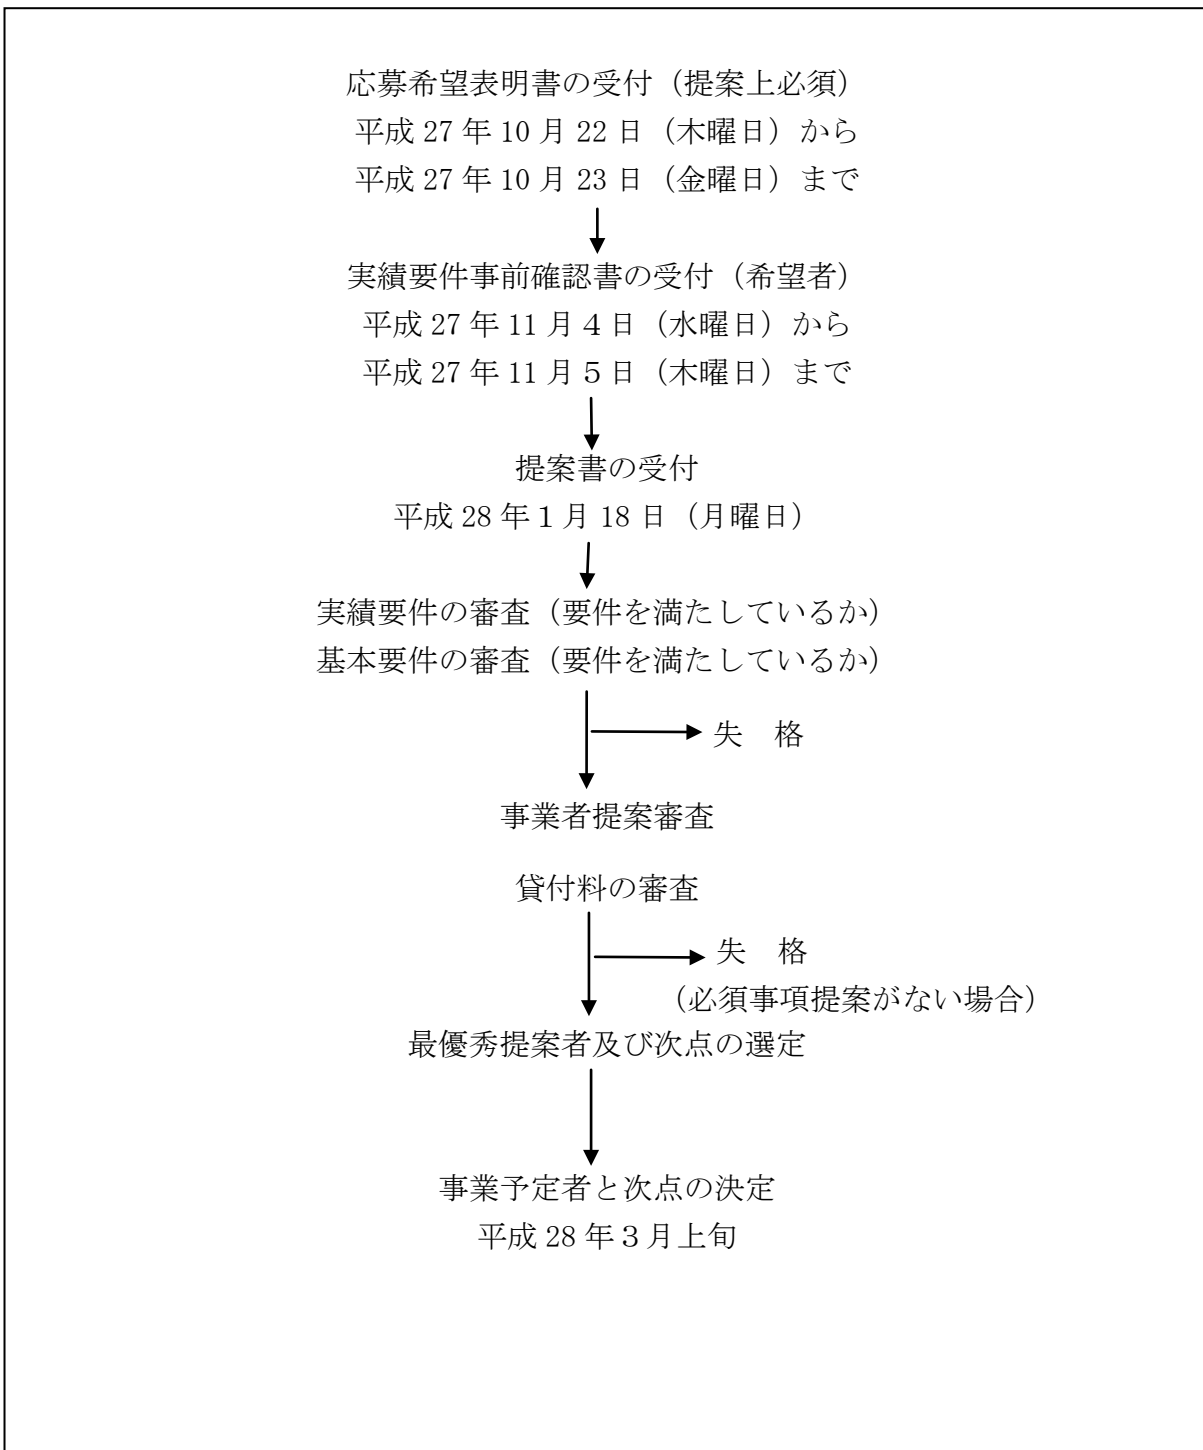 応募希望表明書の受付（提案上必須）
平成 27 年 10 月 22 日（木曜日）から
平成 27 年 10 月 23 日（金曜日）まで
実績要件事前確認書の受付（希望者）
平成 27 年 11 月４日（水曜日）から
平成 27 年 11 月５日（木曜日）まで
提案書の受付
平成 28 年１月 18 日（月曜日）
実績要件の審査（要件を満たしているか）
基本要件の審査（要件を満たしているか）
失　格
事業者提案審査
貸付料の審査
失　格
（必須事項提案がない場合）
最優秀提案者及び次点の選定
事業予定者と次点の決定
平成 28 年３月上旬